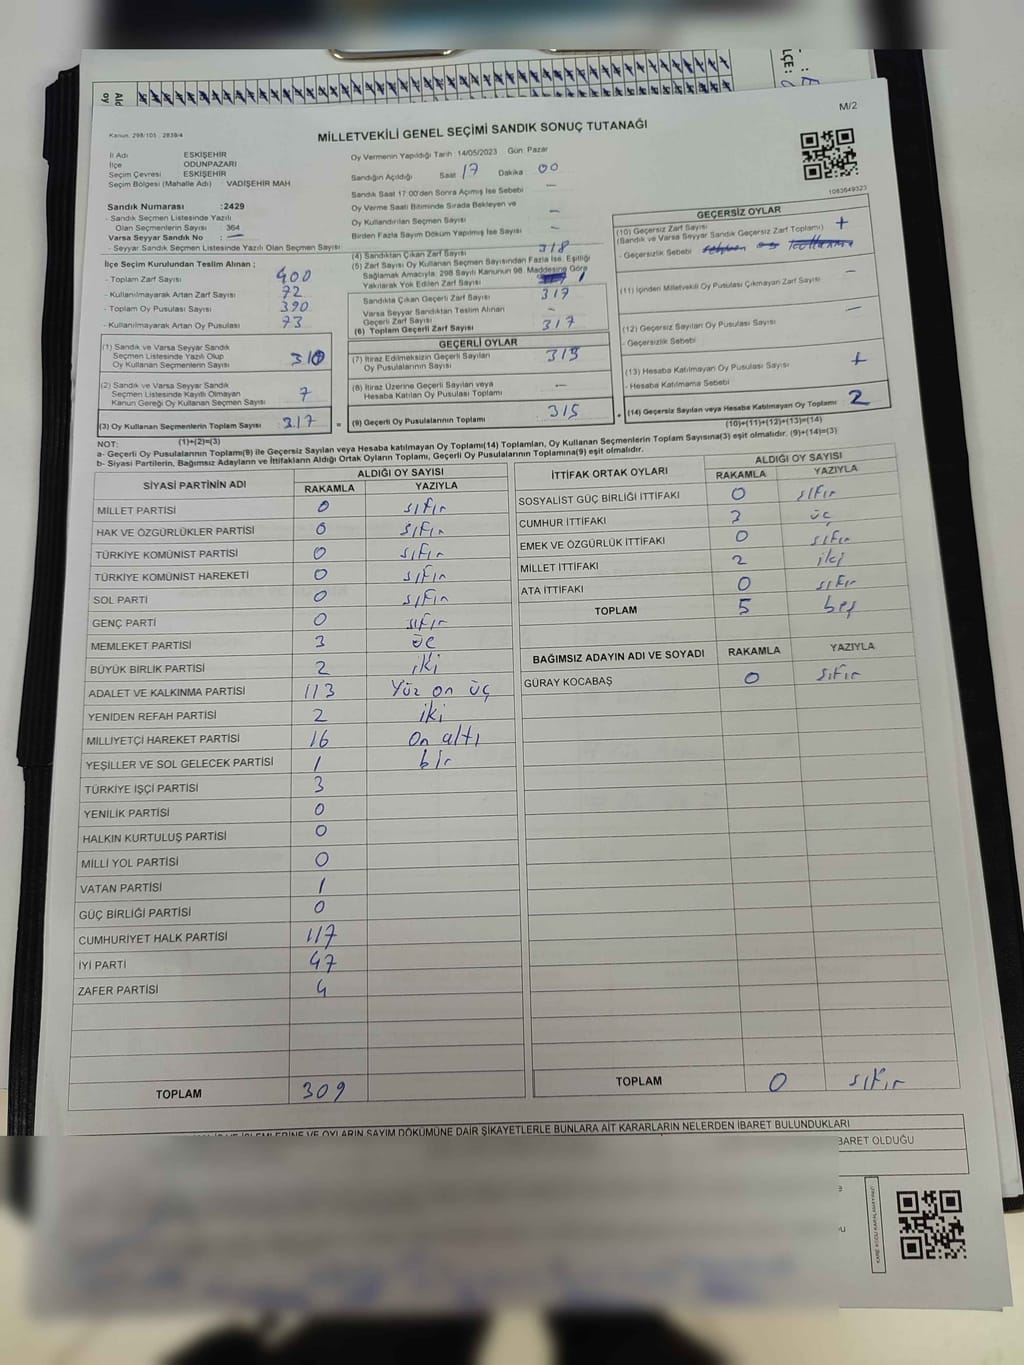 Ald
oy
LÇE:
: E
M/2
Kanun. 298/101 . 2839/4
MİLLETVEKİLİ GENEL SEÇİMİ SANDIK SONUÇ TUTANAĞI
İl Adı ESKİŞEHİR
İlçe ODUNPAZARI
Seçim Çevresi ESKİŞEHİR
Seçim Bölgesi (Mahalle Adı) VADİŞEHİR MAH
Sandık Numarası : 2429
- Sandık Seçmen Listesinde Yazılı
Olan Seçmenlerin Sayısı 364
Varsa Seyyar Sandık No : —
- Seyyar Sandık Seçmen Listesinde Yazılı Olan Seçmen Sayısı
İlçe Seçim Kurulundan Teslim Alınan ;
- Toplam Zarf Sayısı 400
- Kullanılmayarak Artan Zarf Sayısı 72
- Toplam Oy Pusulası Sayısı 390
- Kullanılmayarak Artan Oy Pusulası 73
(1) Sandık ve Varsa Seyyar Sandık
Seçmen Listesinde Yazılı Olup
Oy Kullanan Seçmenlerin Sayısı 310
(2) Sandık ve Varsa Seyyar Sandık
Seçmen Listesinde Kayıtlı Olmayan
Kanun Gereği Oy Kullanan Seçmen Sayısı 7
(3) Oy Kullanan Seçmenlerin Toplam Sayısı 317
(1)+(2)=(3)
Oy Vermenin Yapıldığı Tarih : 14/05/2023 Gün: Pazar
Sandığın Açıldığı Saat 17 Dakika 00
Sandık Saat 17:00'den Sonra Açımış İse Sebebi —
Oy Verme Saati Bitiminde Sırada Bekleyen ve
Oy Kullandırılan Seçmen Sayısı —
Birden Fazla Sayım Döküm Yapılmış İse Sayısı —
(4) Sandıktan Çıkan Zarf Sayısı 318
(5) Zarf Sayısı Oy Kullanan Seçmen Sayısından Fazla İse, Eşitliği
Sağlamak Amacıyla, 298 Sayılı Kanunun 98. Maddesine Göre
Yakılarak Yok Edilen Zarf Sayısı 1
Sandıkta Çıkan Geçerli Zarf Sayısı 317
Varsa Seyyar Sandıktan Teslim Alınan
Geçerli Zarf Sayısı —
(6) Toplam Geçerli Zarf Sayısı 317
GEÇERLİ OYLAR
(7) İtiraz Edilmeksizin Geçerli Sayılan
Oy Pusulalarının Sayısı 315
(8) İtiraz Üzerine Geçerli Sayılan veya
Hesaba Katılan Oy Pusulası Toplamı —
= (9) Geçerli Oy Pusulalarının Toplamı 315 +
1083649323
GEÇERSİZ OYLAR
(10) Geçersiz Zarf Sayısı
(Sandık ve Varsa Seyyar Sandık Geçersiz Zarf Toplamı) +
- Geçersizlik Sebebi
(11) İçinden Milletvekili Oy Pusulası Çıkmayan Zarf Sayısı —
(12) Geçersiz Sayılan Oy Pusulası Sayısı —
- Geçersizlik Sebebi
(13) Hesaba Katılmayan Oy Pusulası Sayısı +
- Hesaba Katılmama Sebebi
(14) Geçersiz Sayılan veya Hesaba Katılmayan Oy Toplamı 2
(10)+(11)+(12)+(13)=(14)
NOT:
a- Geçerli Oy Pusulalarının Toplamı(9) ile Geçersiz Sayılan veya Hesaba katılmayan Oy Toplamı(14) Toplamları, Oy Kullanan Seçmenlerin Toplam Sayısına(3) eşit olmalıdır. (9)+(14)=(3)
b- Siyasi Partilerin, Bağımsız Adayların ve İttifakların Aldığı Ortak Oyların Toplamı, Geçerli Oy Pusulalarının Toplamına(9) eşit olmalıdır.
SİYASİ PARTİNİN ADI ALDIĞI OY SAYISI
RAKAMLA YAZIYLA
MİLLET PARTİSİ 0 sıfır
HAK VE ÖZGÜRLÜKLER PARTİSİ 0 sıfır
TÜRKİYE KOMÜNİST PARTİSİ 0 sıfır
TÜRKİYE KOMÜNİST HAREKETİ 0 sıfır
SOL PARTİ 0 sıfır
GENÇ PARTİ 0 sıfır
MEMLEKET PARTİSİ 3 üç
BÜYÜK BİRLİK PARTİSİ 2 iki
ADALET VE KALKINMA PARTİSİ 113 Yüz on üç
YENİDEN REFAH PARTİSİ 2 iki
MİLLİYETÇİ HAREKET PARTİSİ 16 On altı
YEŞİLLER VE SOL GELECEK PARTİSİ 1 bir
TÜRKİYE İŞÇİ PARTİSİ 3
YENİLİK PARTİSİ 0
HALKIN KURTULUŞ PARTİSİ 0
MİLLİ YOL PARTİSİ 0
VATAN PARTİSİ 1
GÜÇ BİRLİĞİ PARTİSİ 0
CUMHURİYET HALK PARTİSİ 117
İYİ PARTİ 47
ZAFER PARTİSİ 4
TOPLAM 309
İTTİFAK ORTAK OYLARI ALDIĞI OY SAYISI
RAKAMLA YAZIYLA
SOSYALİST GÜÇ BİRLİĞİ İTTİFAKI 0 sıfır
CUMHUR İTTİFAKI 3 üç
EMEK VE ÖZGÜRLÜK İTTİFAKI 0 sıfır
MİLLET İTTİFAKI 2 iki
ATA İTTİFAKI 0 sıfır
TOPLAM 5 beş
BAĞIMSIZ ADAYIN ADI VE SOYADI RAKAMLA YAZIYLA
GÜRAY KOCABAŞ 0 sıfır
TOPLAM 0 sıfır
İŞLEMLERİNE VE OYLARIN SAYIM DÖKÜMÜNE DAİR ŞİKAYETLERLE BUNLARA AİT KARARLARIN NELERDEN İBARET BULUNDUKLARI
BARET OLDUĞU
KARE KODU KARALAMAYINIZ!